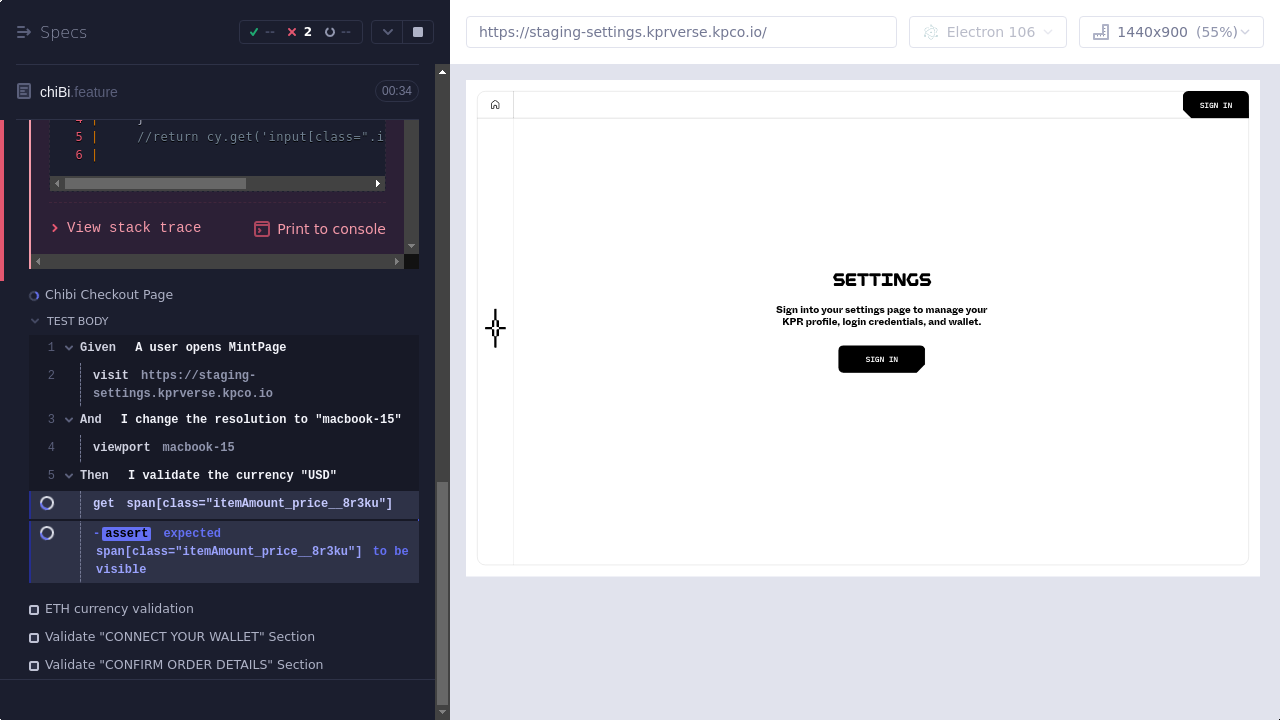 Specs
--
2
--
chiBi.feature
00:34
4 | }
5 | //return cy.get('input[class=".i
6 |
View stack trace
Print to console
Chibi Checkout Page
TEST BODY
1 Given A user opens MintPage
2 visit https://staging-
settings.kprverse.kpco.io
3 And I change the resolution to "macbook-15"
4 viewport macbook-15
5 Then I validate the currency "USD"
get span[class="itemAmount_price__8r3ku"]
-assert expected
span[class="itemAmount_price__8r3ku"] to be
visible
ETH currency validation
Validate "CONNECT YOUR WALLET" Section
Validate "CONFIRM ORDER DETAILS" Section
https://staging-settings.kprverse.kpco.io/
Electron 106
1440x900 (55%)
SIGN IN
SETTINGS
Sign into your settings page to manage your
KPR profile, login credentials, and wallet.
SIGN IN